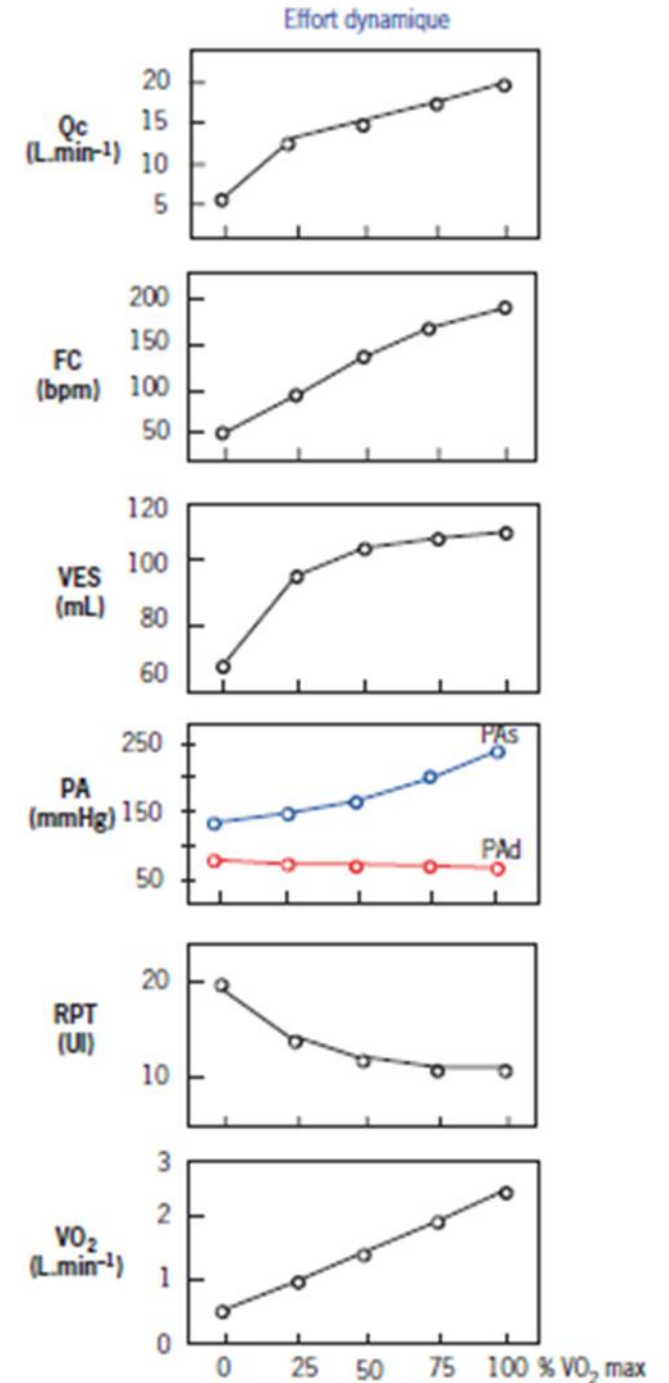 Effort dynamique
Qc
(L.min-1)
20
15
10
5
FC
(bpm)
200
150
100
50
VES
(mL)
120
100
80
60
PA
(mmHg)
250
150
50
PAs
PAd
RPT
(UI)
20
10
VO2
(L.min-1)
3
2
1
0
0 25 50 75 100 % VO2 max